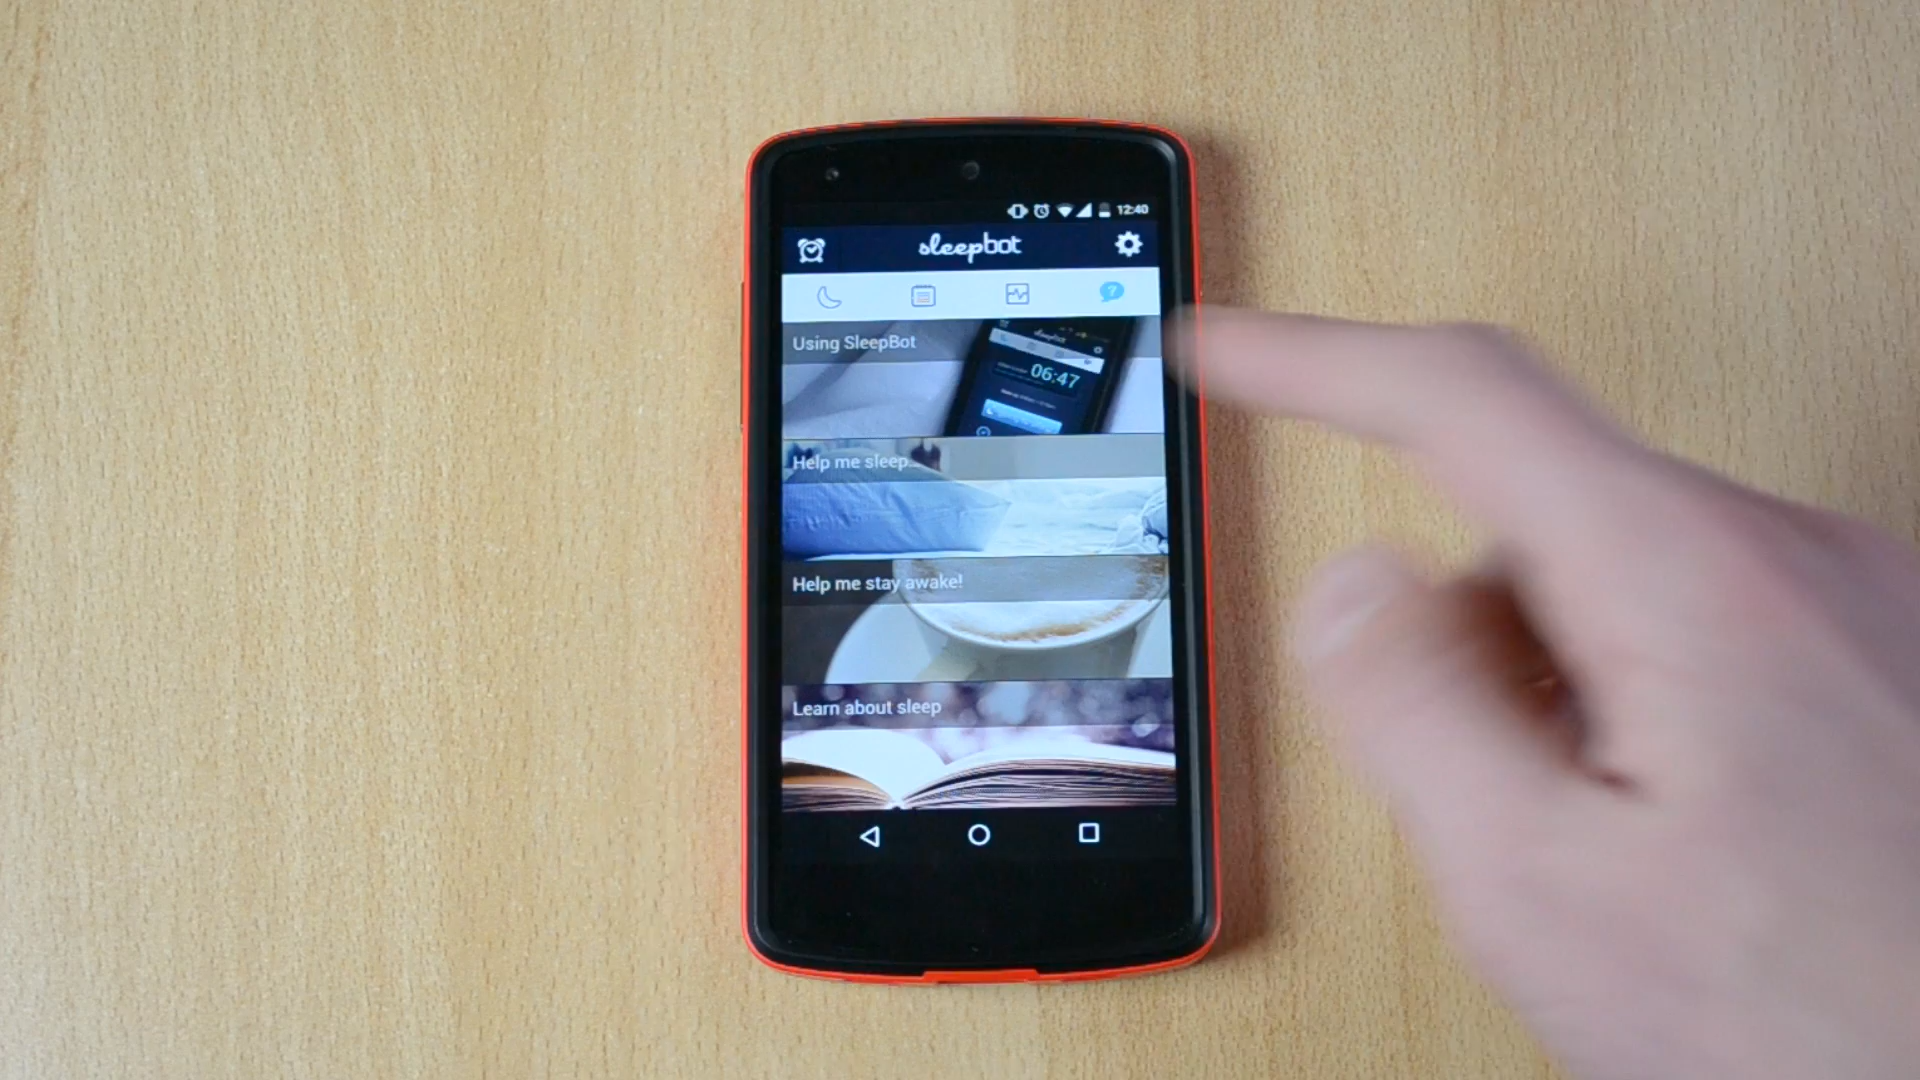 12:40
sleepbot
?
Using SleepBot
06:47
Help me sleep...
Help me stay awake!
Learn about sleep